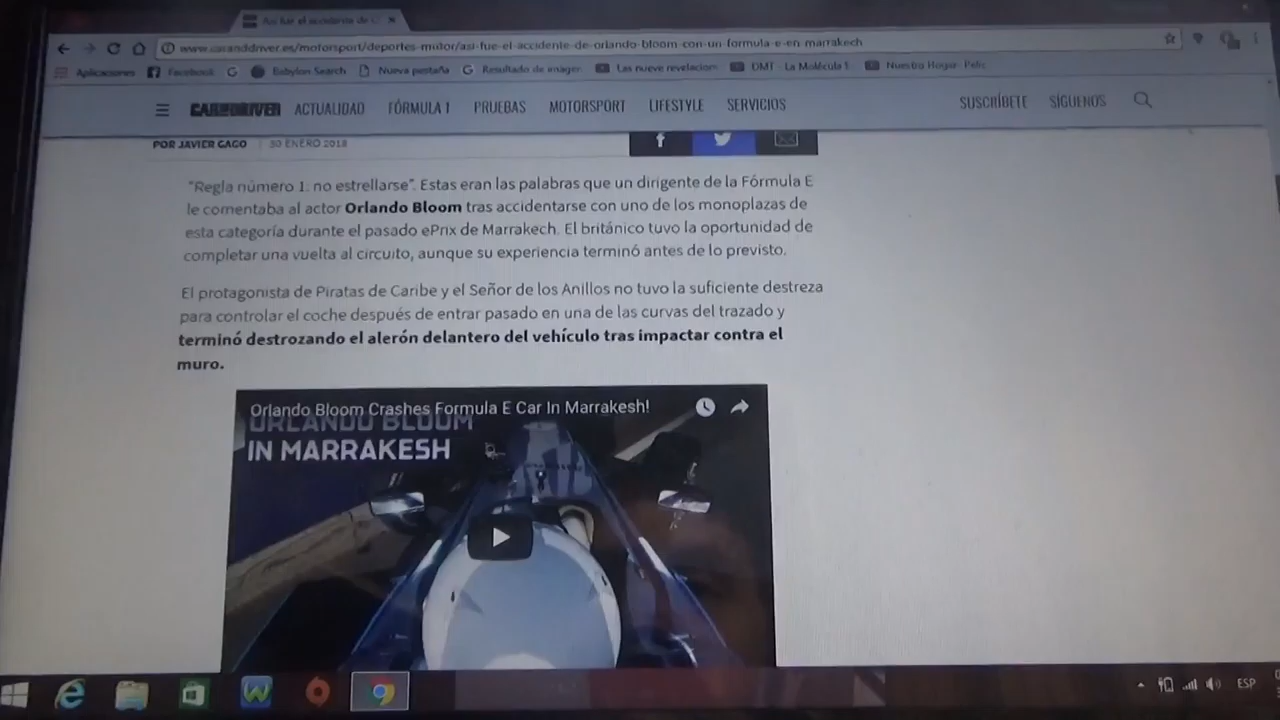 Así fue el accidente de
www.caranddriver.es/motorsport/deportes-motor/asi-fue-el-accidente-de-orlando-bloom-con-un-formula-e-en-marrakech
Aplicaciones Facebook Babylon Search Nueva pestaña Resultado de imager Las nueve revelacion DMT - La Molécula Nuestro Hogar- Pelic
CAR AND DRIVER ACTUALIDAD FÓRMULA 1 PRUEBAS MOTORSPORT LIFESTYLE SERVICIOS SUSCRÍBETE SÍGUENOS
POR JAVIER GAGO 30 ENERO 2018
"Regla número 1: no estrellarse". Estas eran las palabras que un dirigente de la Fórmula E
le comentaba al actor Orlando Bloom tras accidentarse con uno de los monoplazas de
esta categoría durante el pasado ePrix de Marrakech. El británico tuvo la oportunidad de
completar una vuelta al circuito, aunque su experiencia terminó antes de lo previsto.
El protagonista de Piratas de Caribe y el Señor de los Anillos no tuvo la suficiente destreza
para controlar el coche después de entrar pasado en una de las curvas del trazado y
terminó destrozando el alerón delantero del vehículo tras impactar contra el
muro.
Orlando Bloom Crashes Formula E Car In Marrakesh!
ORLANDO BLOOM
IN MARRAKESH
ESP